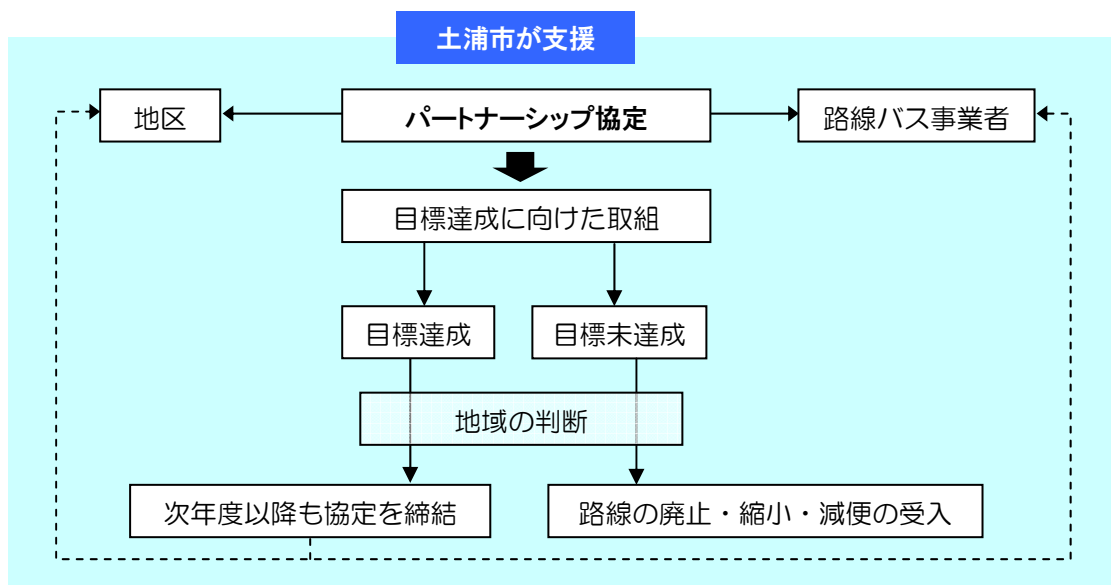 土浦市が支援
地区
パートナーシップ協定
路線バス事業者
目標達成に向けた取組
目標達成
目標未達成
地域の判断
次年度以降も協定を締結
路線の廃止・縮小・減便の受入